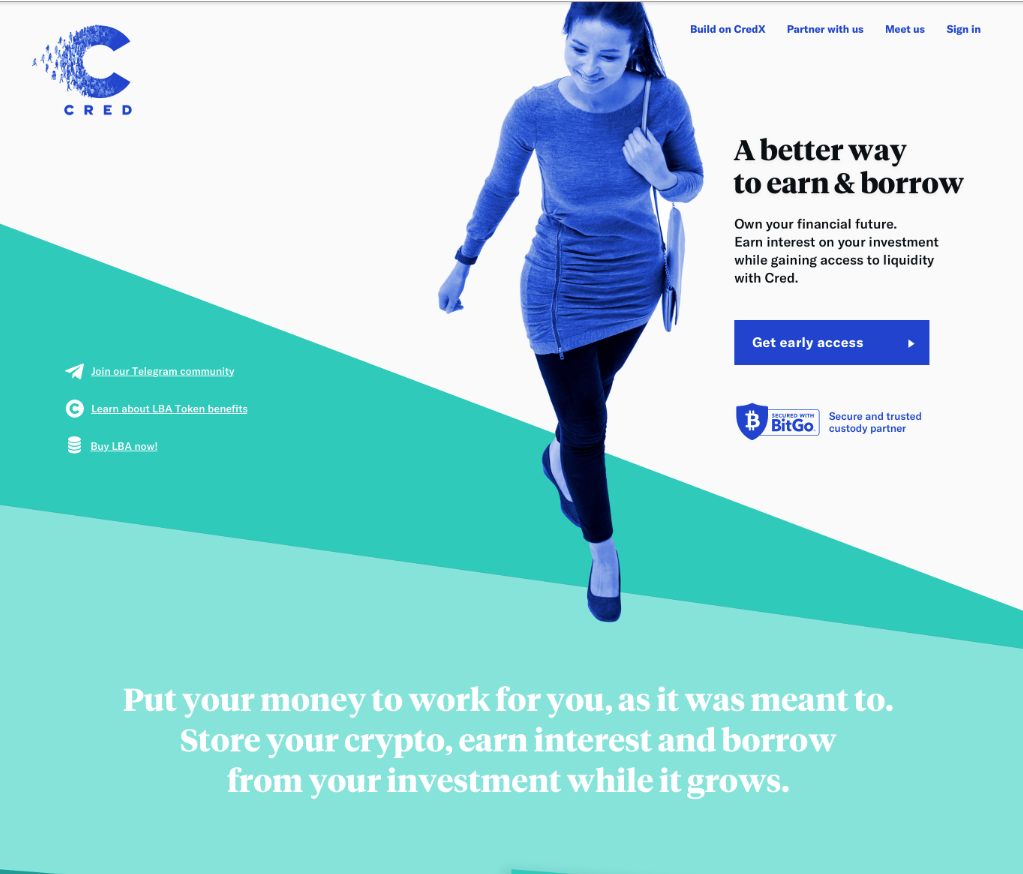 CRED
Build on CredX
Partner with us
Meet us
Sign in
A better way
to earn & borrow
Own your financial future.
Earn interest on your investment
while gaining access to liquidity
with Cred.
Get early access
SECURED WITH
BitGo
Secure and trusted
custody partner
Join our Telegram community
Learn about LBA Token benefits
Buy LBA now!
Put your money to work for you, as it was meant to.
Store your crypto, earn interest and borrow
from your investment while it grows.